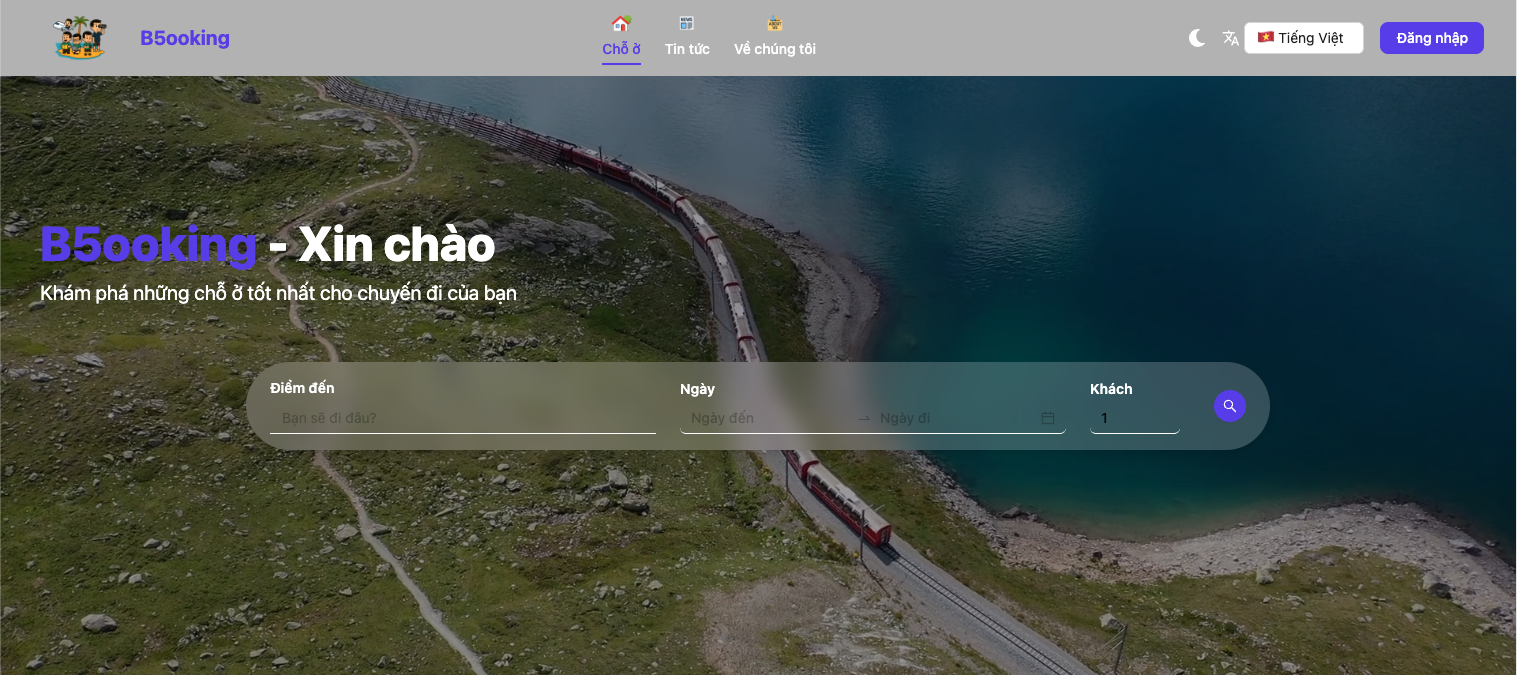 B5ooking
Chỗ ở
Tin tức
Về chúng tôi
Tiếng Việt
Đăng nhập
B5ooking - Xin chào
Khám phá những chỗ ở tốt nhất cho chuyến đi của bạn
Điểm đến
Bạn sẽ đi đâu?
Ngày
Ngày đến → Ngày đi
Khách
1